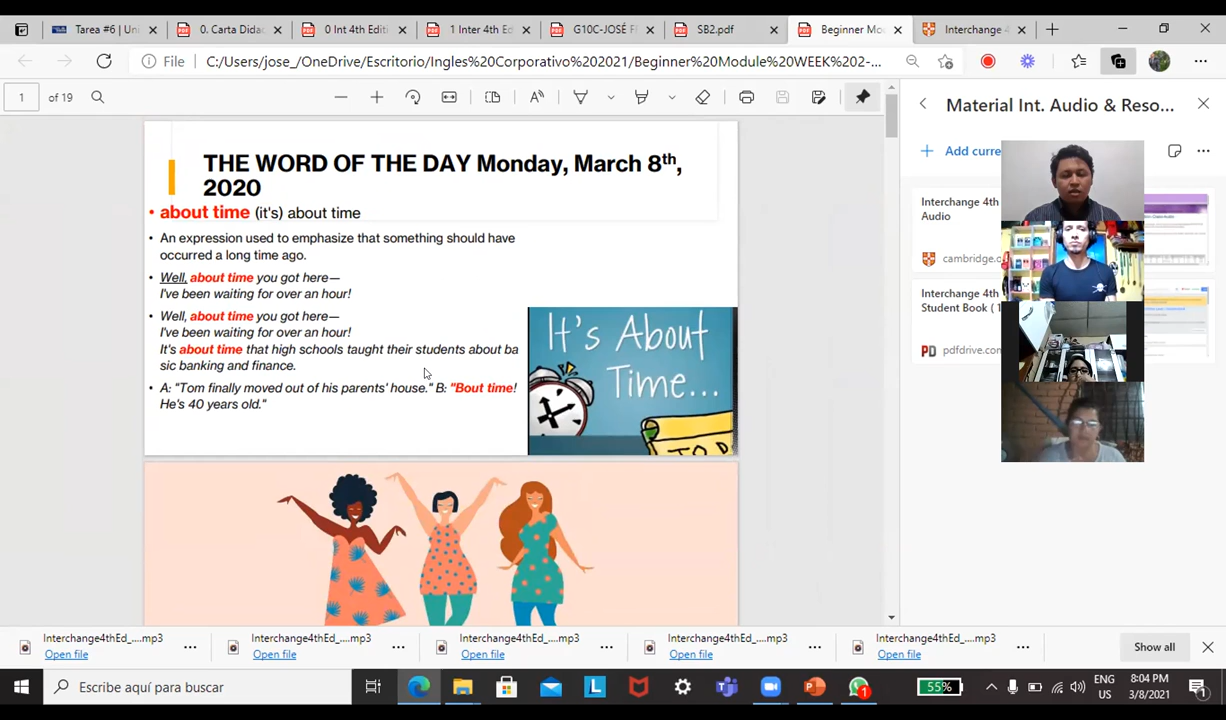 Tarea #6 | Uni
0. Carta Didac
0 Int 4th Editi
1 Inter 4th Ed
G10C-JOSÉ F
SB2.pdf
Beginner Mo
Interchange 4
File
C:/Users/jose_/OneDrive/Escritorio/Ingles%20Corporativo%202021/Beginner%20Module%20WEEK%202-...
1
of 19
Material Int. Audio & Reso...
Add curre
THE WORD OF THE DAY Monday, March 8th,
2020
• about time (it's) about time
• An expression used to emphasize that something should have
occurred a long time ago.
• Well, about time you got here—
I've been waiting for over an hour!
• Well, about time you got here—
I've been waiting for over an hour!
It's about time that high schools taught their students about ba
sic banking and finance.
• A: "Tom finally moved out of his parents' house." B: "Bout time!
He's 40 years old."
It's About
Time...
TO D
Interchange 4th
Audio
cambridge.o
Interchange 4th
Student Book ( 1
PD
pdfdrive.com
Interchange4thEd_....mp3
Open file
Interchange4thEd_....mp3
Open file
Interchange4thEd_....mp3
Open file
Interchange4thEd_....mp3
Open file
Interchange4thEd_....mp3
Open file
Show all
Escribe aquí para buscar
55%
ENG
US
8:04 PM
3/8/2021